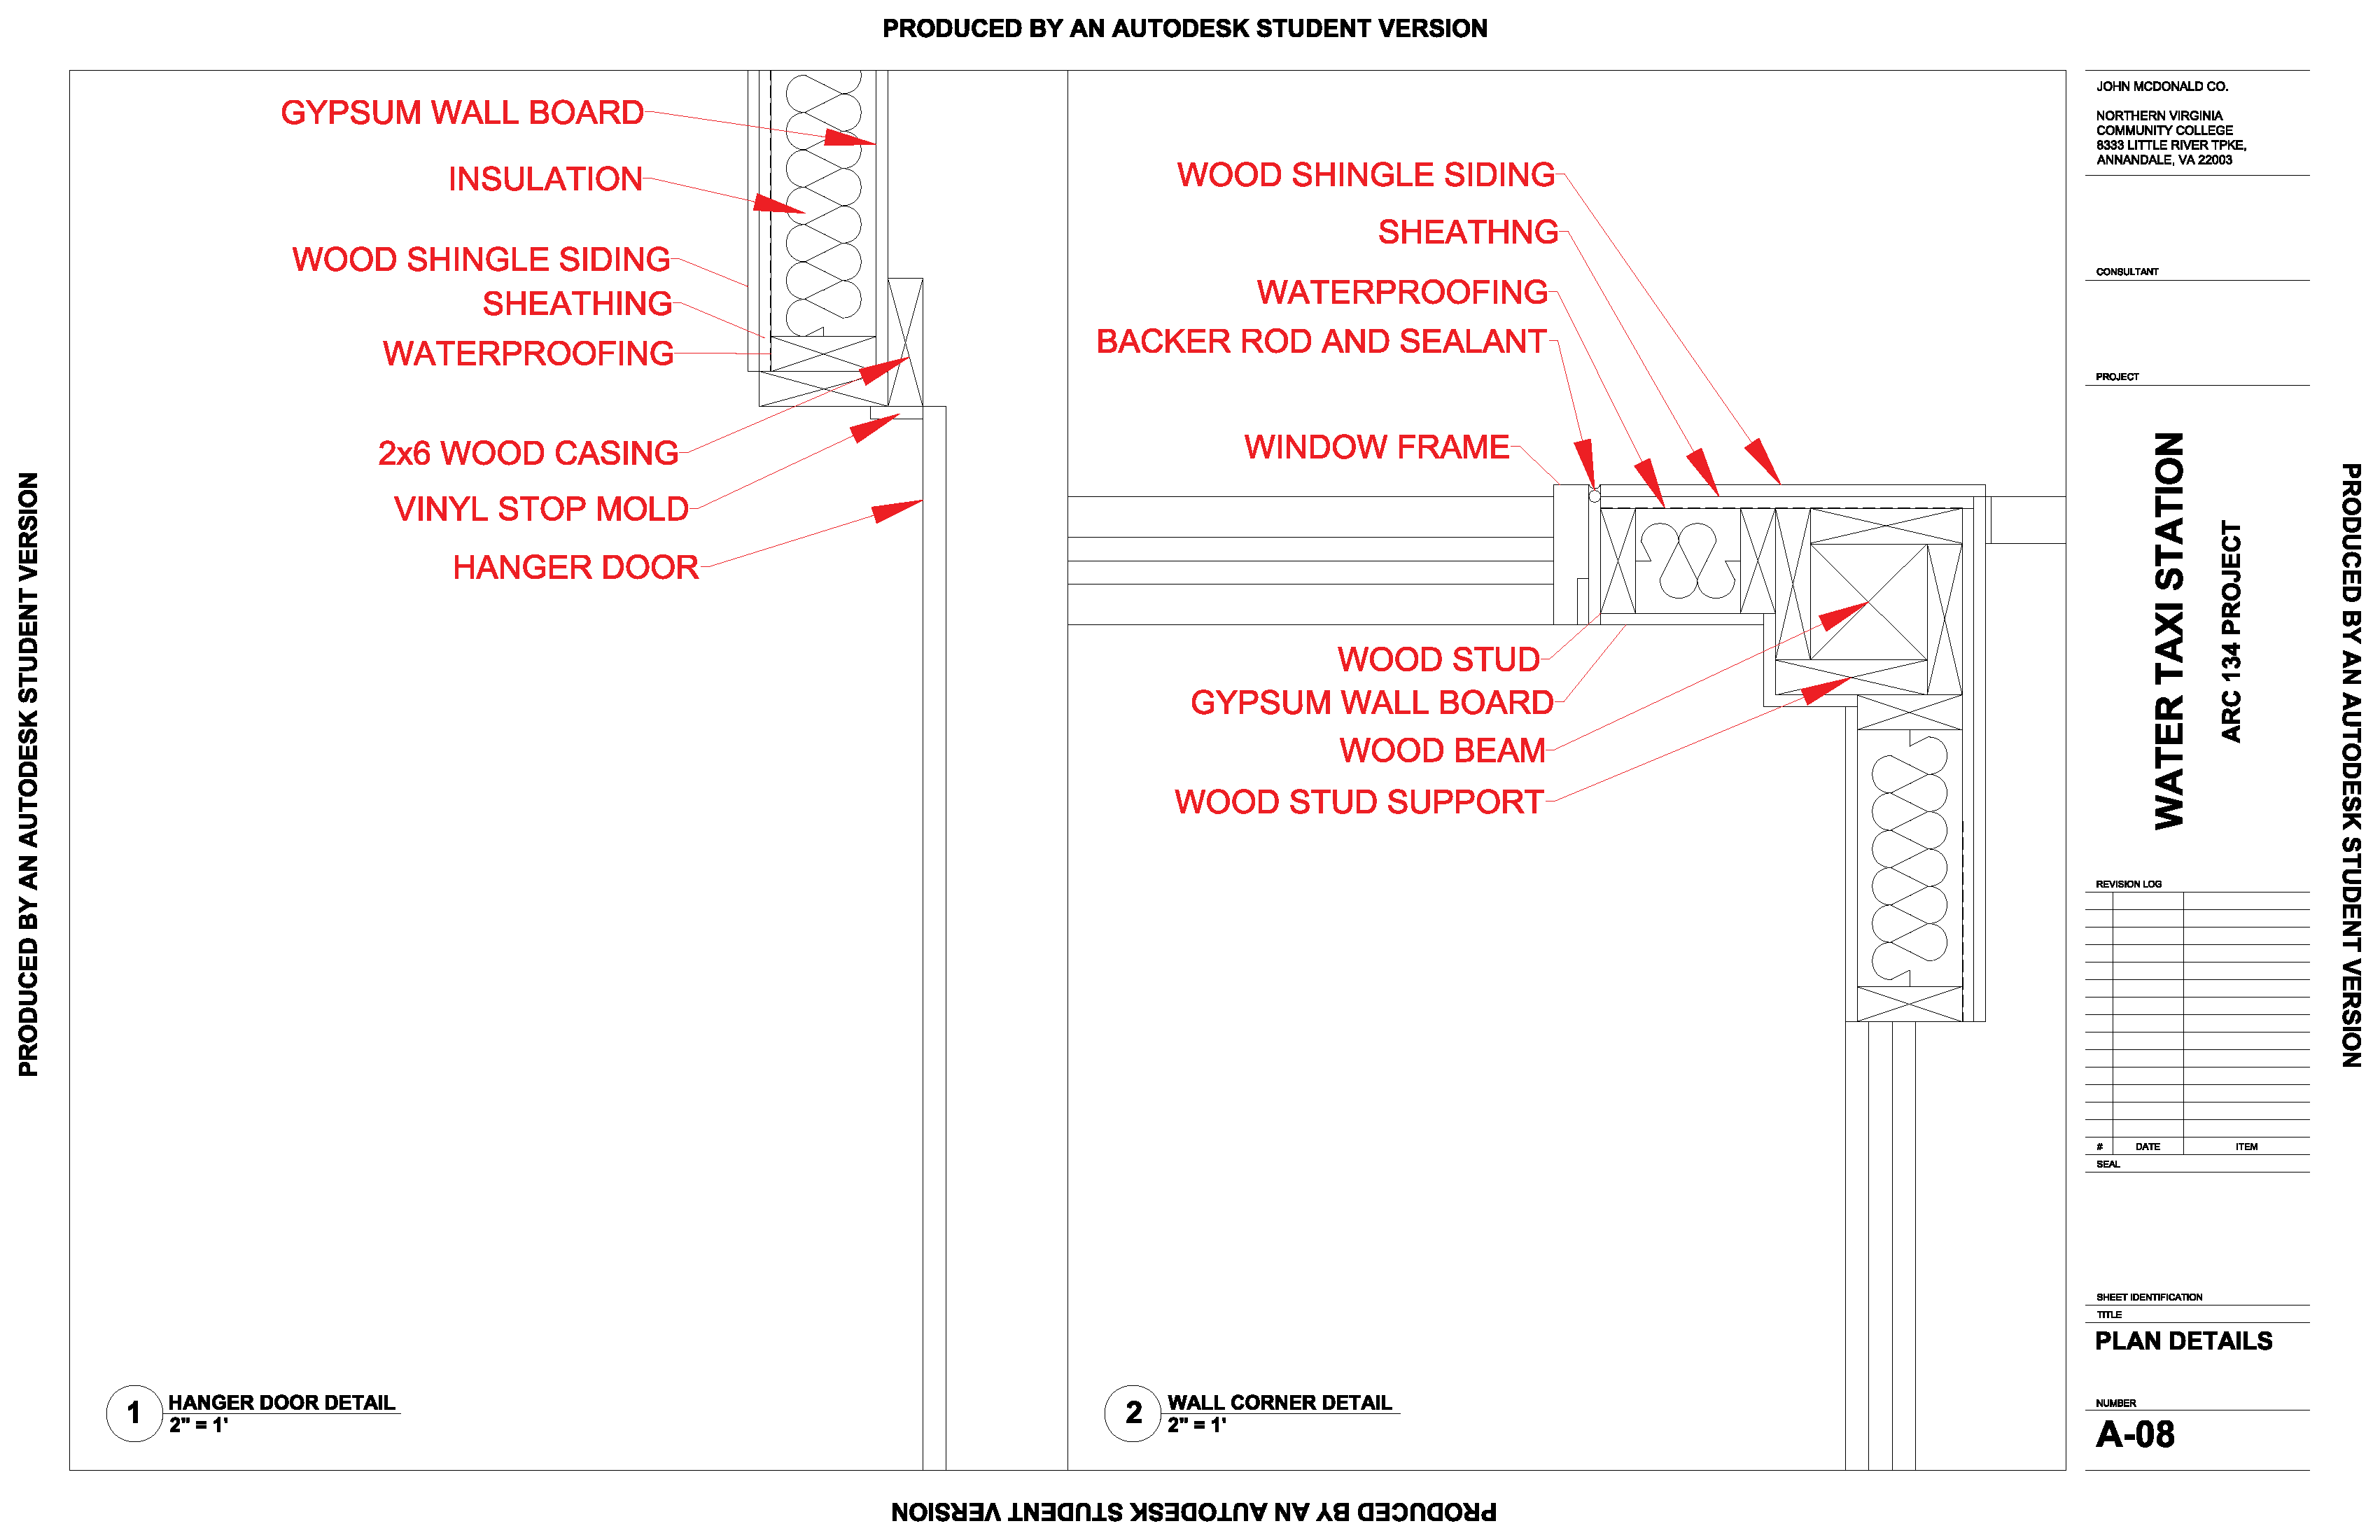 PRODUCED BY AN AUTODESK STUDENT VERSION
PRODUCED BY AN AUTODESK STUDENT VERSION
GYPSUM WALL BOARD
INSULATION
WOOD SHINGLE SIDING
SHEATHING
WATERPROOFING
2x6 WOOD CASING
VINYL STOP MOLD
HANGER DOOR
1
HANGER DOOR DETAIL
2" = 1'
WOOD SHINGLE SIDING
SHEATHNG
WATERPROOFING
BACKER ROD AND SEALANT
WINDOW FRAME
WOOD STUD
GYPSUM WALL BOARD
WOOD BEAM
WOOD STUD SUPPORT
2
WALL CORNER DETAIL
2" = 1'
JOHN MCDONALD CO.
NORTHERN VIRGINIA
COMMUNITY COLLEGE
8333 LITTLE RIVER TPKE,
ANNANDALE, VA 22003
CONSULTANT
PROJECT
WATER TAXI STATION
ARC 134 PROJECT
REVISION LOG
# DATE ITEM
SEAL
SHEET IDENTIFICATION
TITLE
PLAN DETAILS
NUMBER
A-08
PRODUCED BY AN AUTODESK STUDENT VERSION
PRODUCED BY AN AUTODESK STUDENT VERSION